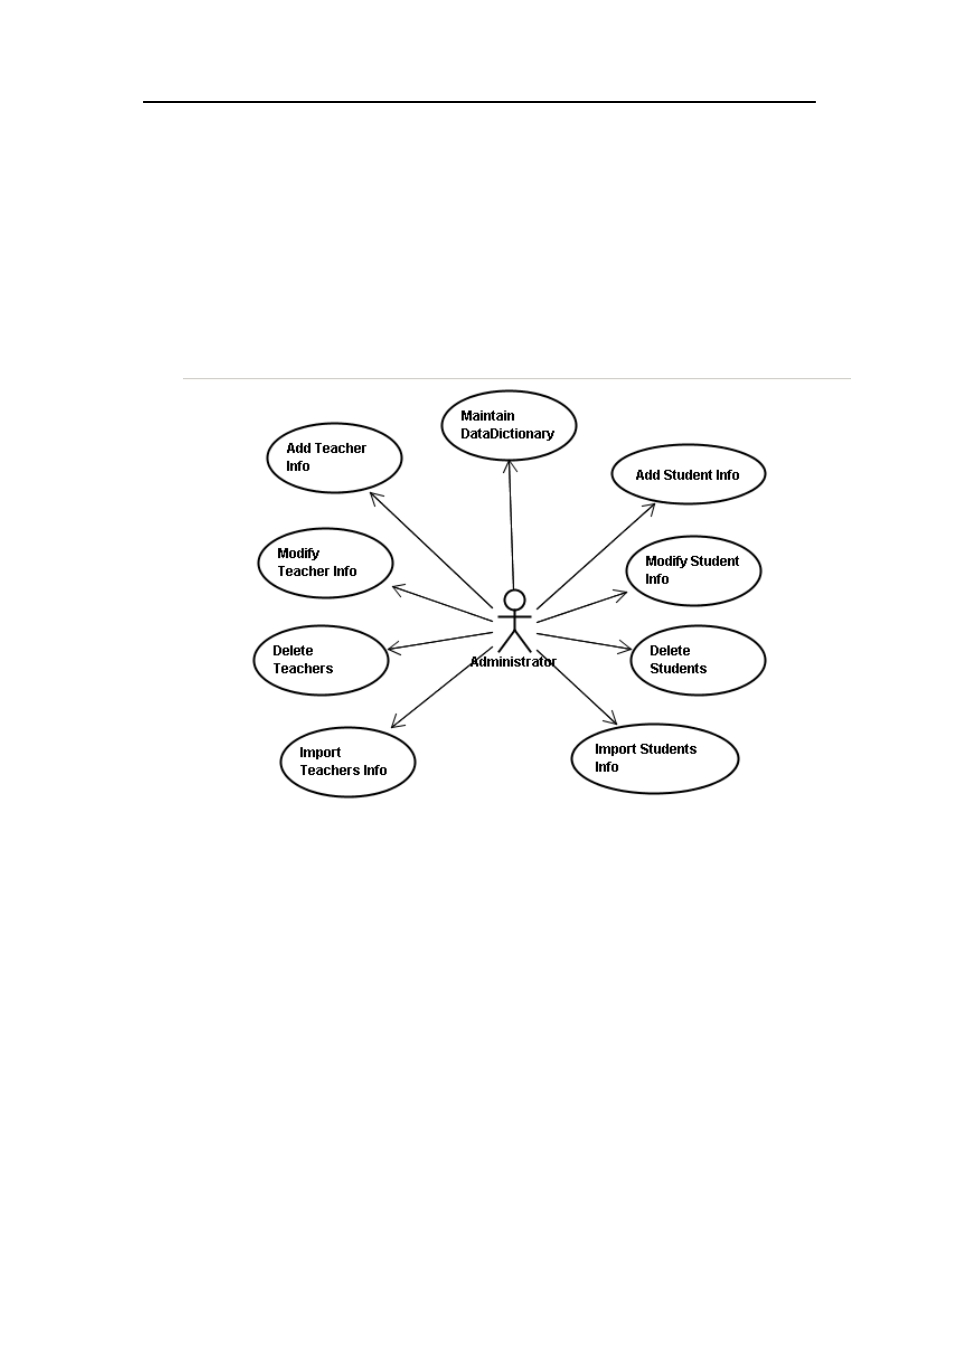 Maintain
DataDictionary
Add Teacher
Info
Add Student Info
Modify
Teacher Info
Modify Student
Info
Delete
Teachers
Administrator
Delete
Students
Import
Teachers Info
Import Students
Info